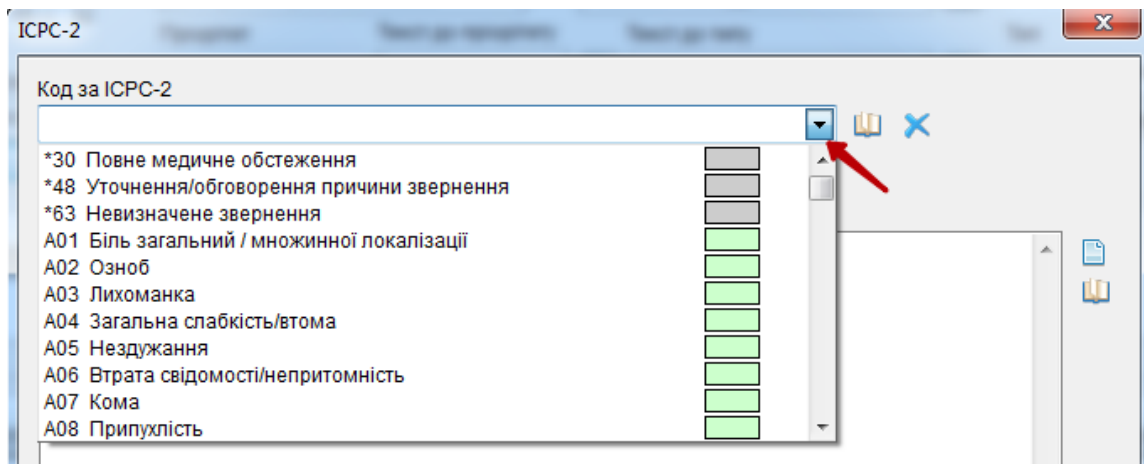 ICPC-2
Код за ICPC-2
*30 Повне медичне обстеження
*48 Уточнення/обговорення причини звернення
*63 Невизначене звернення
A01 Біль загальний / множинної локалізації
A02 Озноб
A03 Лихоманка
A04 Загальна слабкість/втома
A05 Нездужання
A06 Втрата свідомості/непритомність
A07 Кома
A08 Припухлість